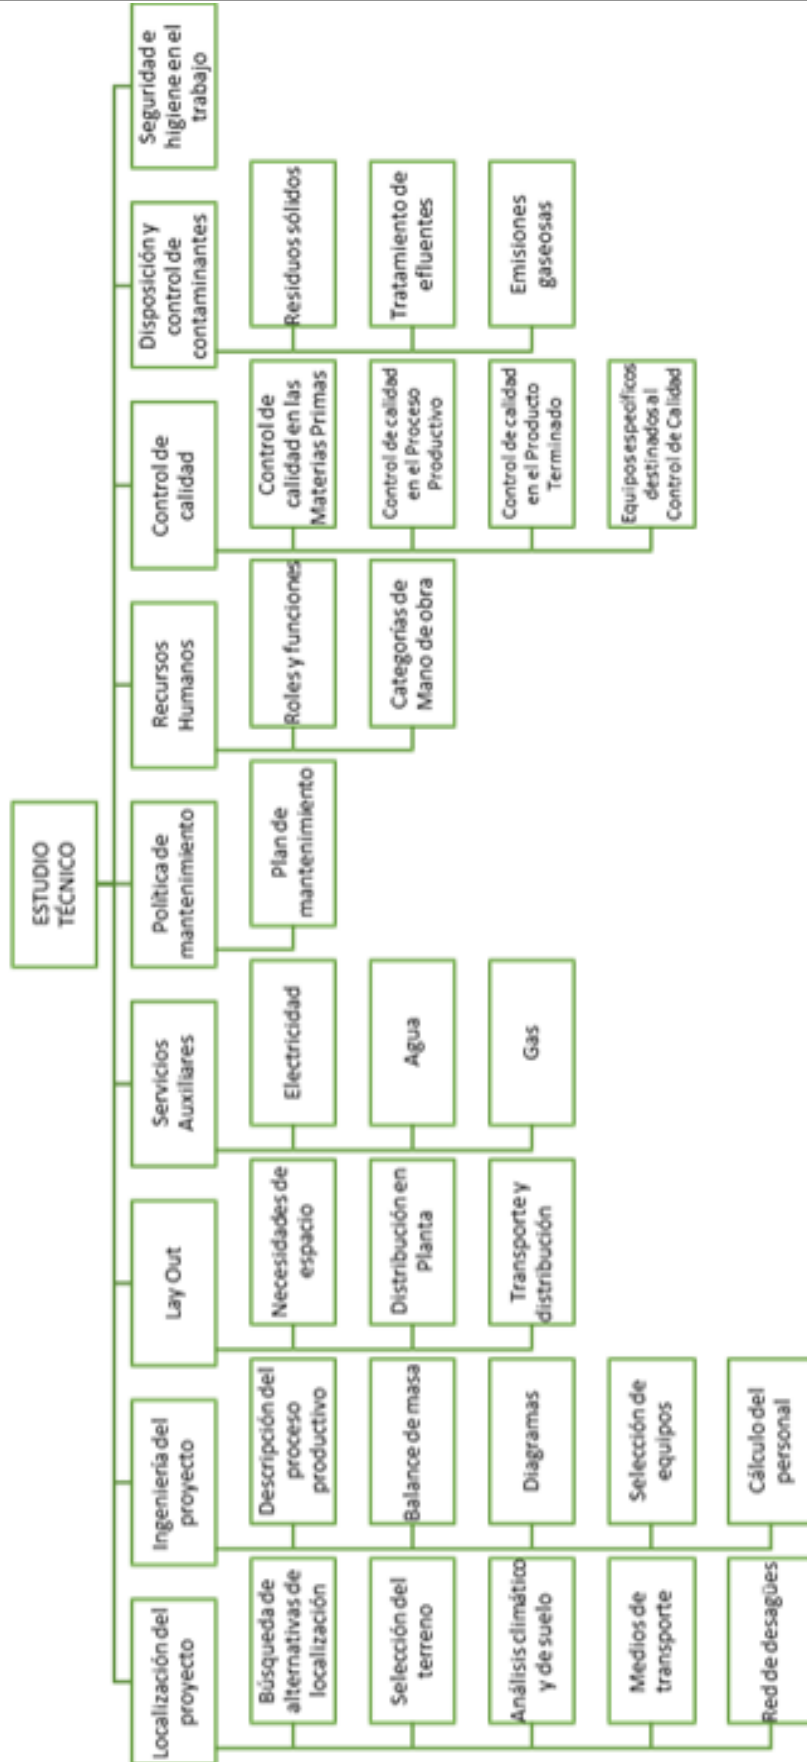 ESTUDIO
TÉCNICO
Localización del
proyecto
Búsqueda de
alternativas de
localización
Selección del
terreno
Análisis climático
y de suelo
Medios de
transporte
Red de desagües
Ingeniería del
proyecto
Descripción del
proceso
productivo
Balance de masa
Diagramas
Selección de
equipos
Cálculo del
personal
Lay Out
Necesidades de
espacio
Distribución en
Planta
Transporte y
distribución
Servicios
Auxiliares
Electricidad
Agua
Gas
Política de
mantenimiento
Plan de
mantenimiento
Recursos
Humanos
Roles y funciones
Categorías de
Mano de obra
Control de
calidad
Control de
calidad en las
Materias Primas
Control de calidad
en el Proceso
Productivo
Control de calidad
en el Producto
Terminado
Equipos específicos
destinados al
Control de Calidad
Disposición y
control de
contaminantes
Residuos sólidos
Tratamiento de
efluentes
Emisiones
gaseosas
Seguridad e
higiene en el
trabajo